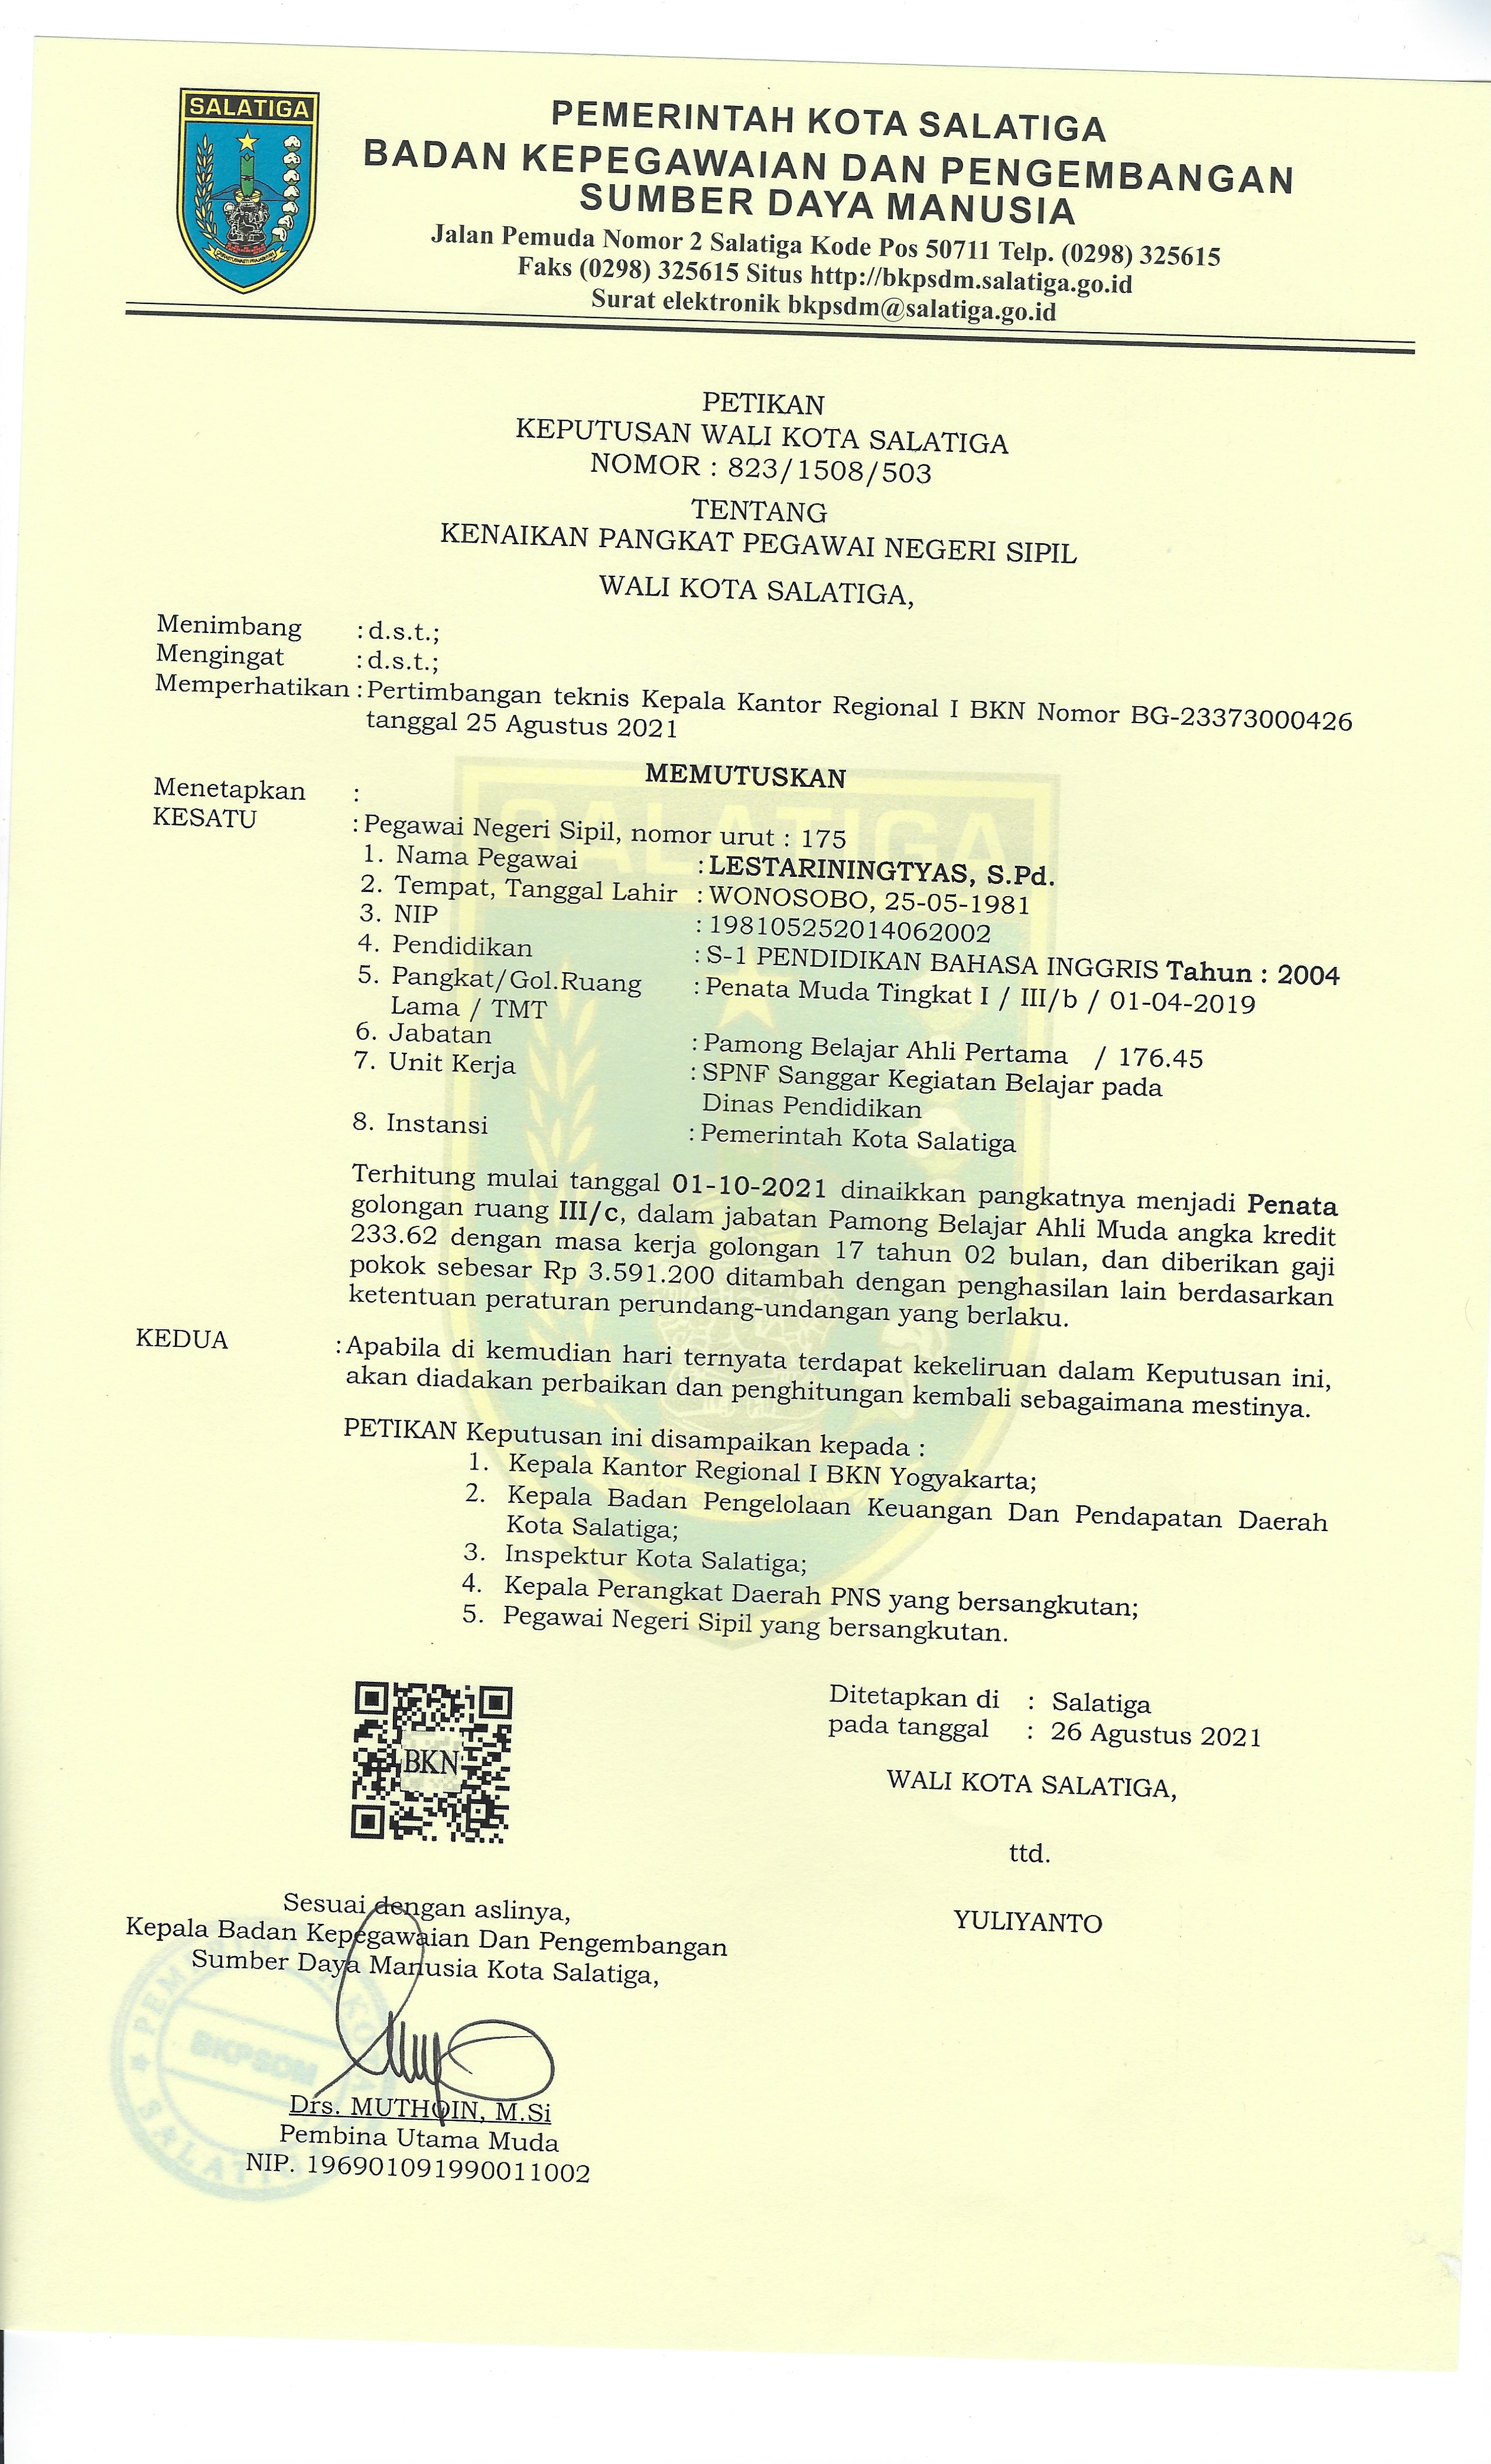 SALATIGA
PEMERINTAH KOTA SALATIGA
BADAN KEPEGAWAIAN DAN PENGEMBANGAN
SUMBER DAYA MANUSIA
Jalan Pemuda Nomor 2 Salatiga Kode Pos 50711 Telp. (0298) 325615
Faks (0298) 325615 Situs http://bkpsdm.salatiga.go.id
Surat elektronik bkpsdm@salatiga.go.id
PETIKAN
KEPUTUSAN WALI KOTA SALATIGA
NOMOR : 823/1508/503
TENTANG
KENAIKAN PANGKAT PEGAWAI NEGERI SIPIL
WALI KOTA SALATIGA,
Menimbang : d.s.t.;
Mengingat : d.s.t.;
Memperhatikan : Pertimbangan teknis Kepala Kantor Regional I BKN Nomor BG-23373000426
tanggal 25 Agustus 2021
MEMUTUSKAN
Menetapkan :
KESATU : Pegawai Negeri Sipil, nomor urut : 175
1. Nama Pegawai : LESTARININGTYAS, S.Pd.
2. Tempat, Tanggal Lahir : WONOSOBO, 25-05-1981
3. NIP : 198105252014062002
4. Pendidikan : S-1 PENDIDIKAN BAHASA INGGRIS Tahun : 2004
5. Pangkat/Gol.Ruang : Penata Muda Tingkat I / III/b / 01-04-2019
Lama / TMT
6. Jabatan : Pamong Belajar Ahli Pertama / 176.45
7. Unit Kerja : SPNF Sanggar Kegiatan Belajar pada
Dinas Pendidikan
8. Instansi : Pemerintah Kota Salatiga
Terhitung mulai tanggal 01-10-2021 dinaikkan pangkatnya menjadi Penata
golongan ruang III/c, dalam jabatan Pamong Belajar Ahli Muda angka kredit
233.62 dengan masa kerja golongan 17 tahun 02 bulan, dan diberikan gaji
pokok sebesar Rp 3.591.200 ditambah dengan penghasilan lain berdasarkan
ketentuan peraturan perundang-undangan yang berlaku.
KEDUA : Apabila di kemudian hari ternyata terdapat kekeliruan dalam Keputusan ini,
akan diadakan perbaikan dan penghitungan kembali sebagaimana mestinya.
PETIKAN Keputusan ini disampaikan kepada :
1. Kepala Kantor Regional I BKN Yogyakarta;
2. Kepala Badan Pengelolaan Keuangan Dan Pendapatan Daerah
Kota Salatiga;
3. Inspektur Kota Salatiga;
4. Kepala Perangkat Daerah PNS yang bersangkutan;
5. Pegawai Negeri Sipil yang bersangkutan.
BKN
Ditetapkan di : Salatiga
pada tanggal : 26 Agustus 2021
WALI KOTA SALATIGA,
ttd.
YULIYANTO
Sesuai dengan aslinya,
Kepala Badan Kepegawaian Dan Pengembangan
Sumber Daya Manusia Kota Salatiga,
PEMERINTAH KOTA
BKPSDM
SALATIGA
Drs. MUTHOIN, M.Si
Pembina Utama Muda
NIP. 196901091990011002